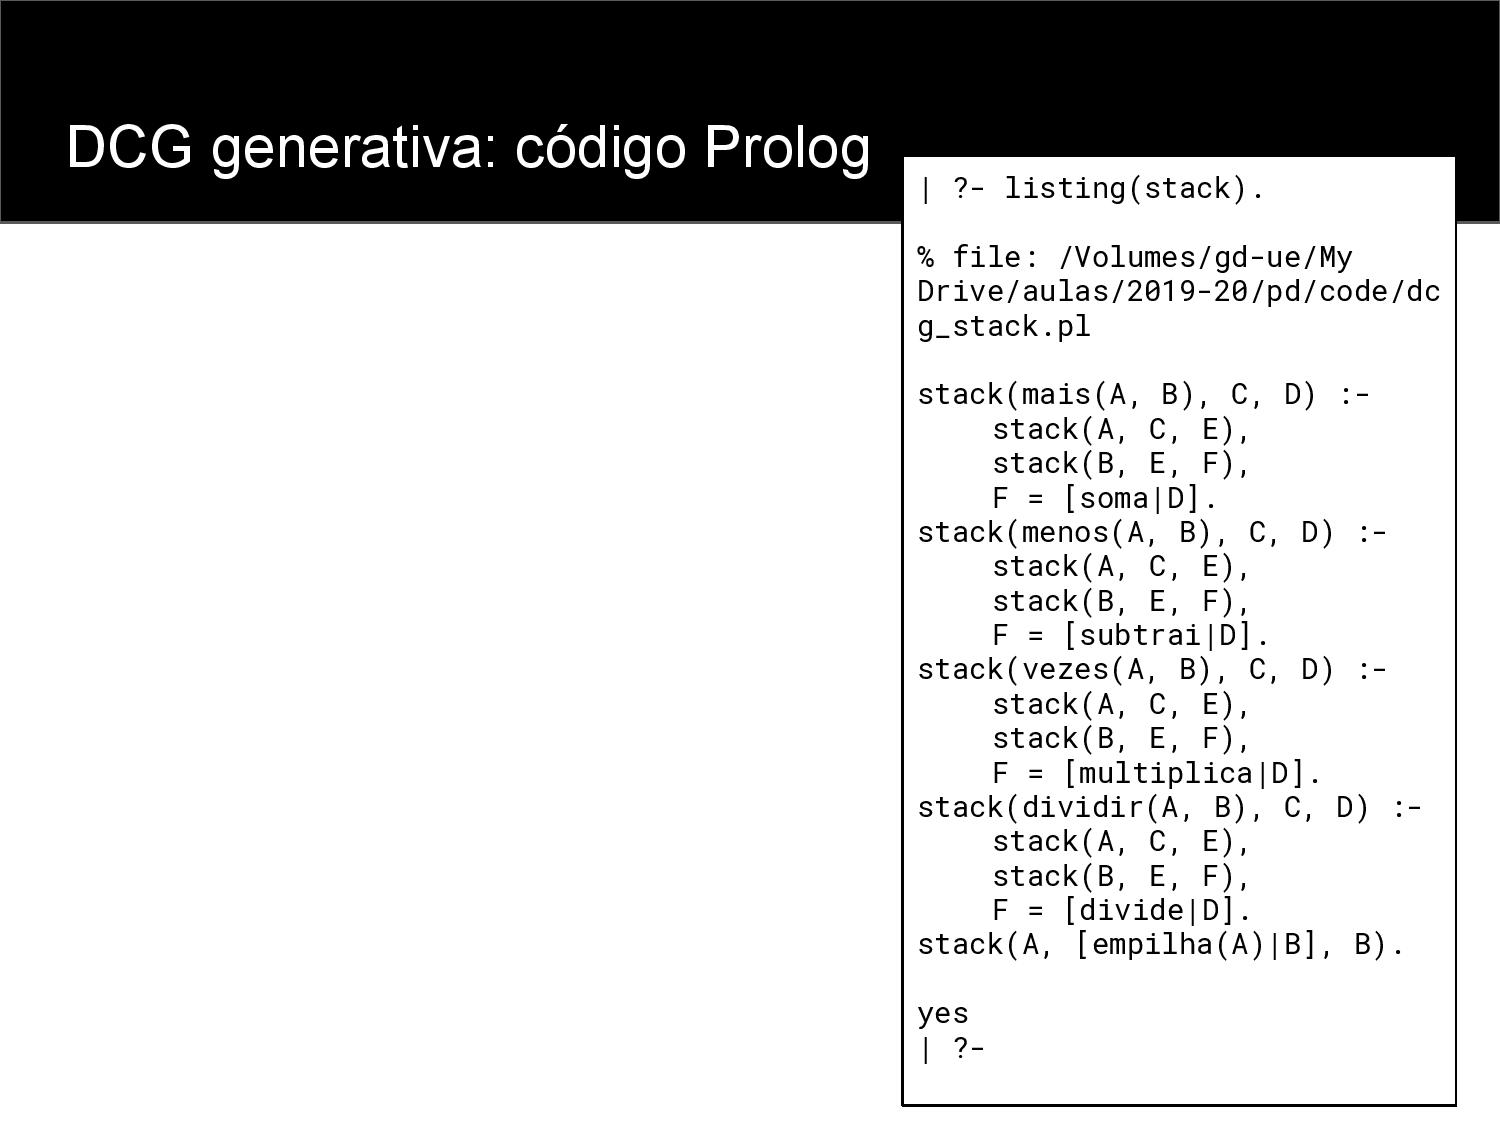 DCG generativa: código Prolog
| ?- listing(stack).
% file: /Volumes/gd-ue/My
Drive/aulas/2019-20/pd/code/dc
g_stack.pl
stack(mais(A, B), C, D) :-
stack(A, C, E),
stack(B, E, F),
F = [soma|D].
stack(menos(A, B), C, D) :-
stack(A, C, E),
stack(B, E, F),
F = [subtrai|D].
stack(vezes(A, B), C, D) :-
stack(A, C, E),
stack(B, E, F),
F = [multiplica|D].
stack(dividir(A, B), C, D) :-
stack(A, C, E),
stack(B, E, F),
F = [divide|D].
stack(A, [empilha(A)|B], B).
yes
| ?-